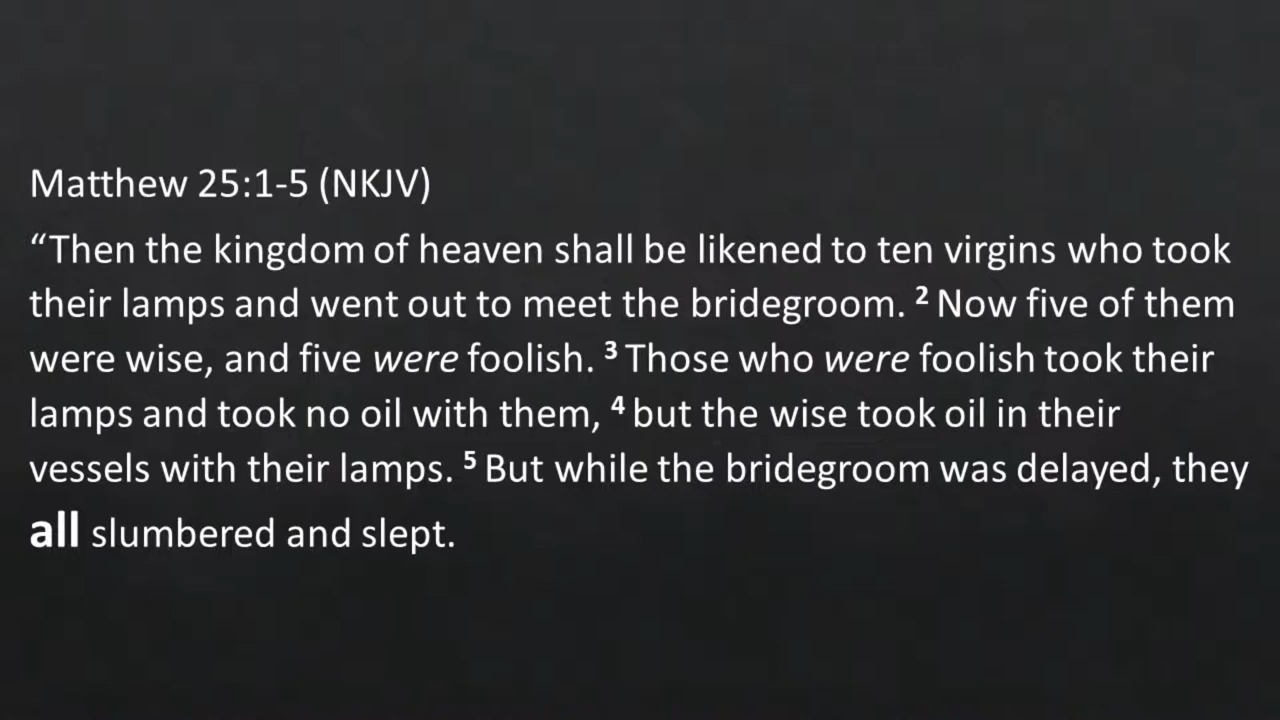 Matthew 25:1-5 (NKJV)
“Then the kingdom of heaven shall be likened to ten virgins who took
their lamps and went out to meet the bridegroom. 2 Now five of them
were wise, and five were foolish. 3 Those who were foolish took their
lamps and took no oil with them, 4 but the wise took oil in their
vessels with their lamps. 5 But while the bridegroom was delayed, they
all slumbered and slept.